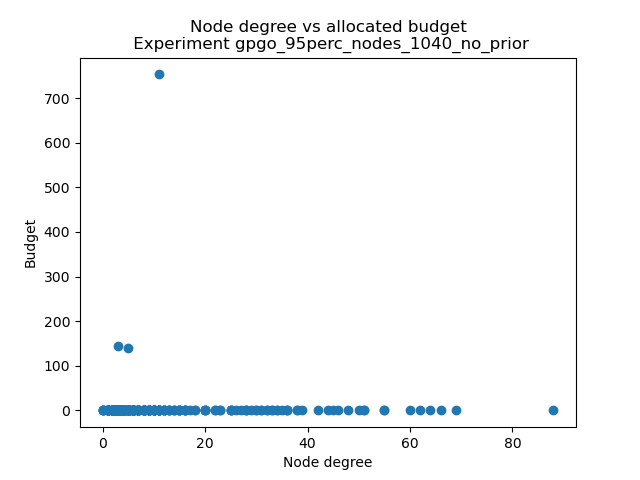 Node degree vs allocated budget
Experiment gpgo_95perc_nodes_1040_no_prior
700
600
500
400
300
200
100
0
Budget
0 20 40 60 80
Node degree